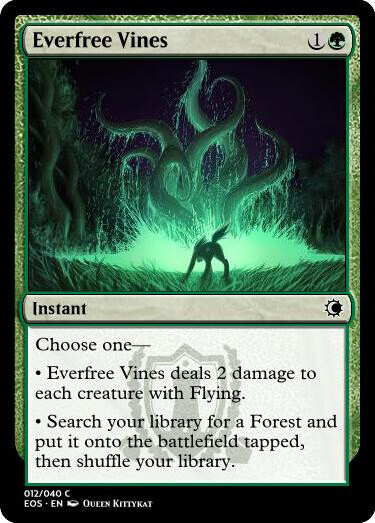 Everfree Vines 1
Instant
Choose one—
• Everfree Vines deals 2 damage to
each creature with Flying.
• Search your library for a Forest and
put it onto the battlefield tapped,
then shuffle your library.
012/040 C
EOS • EN Queen Kittykat